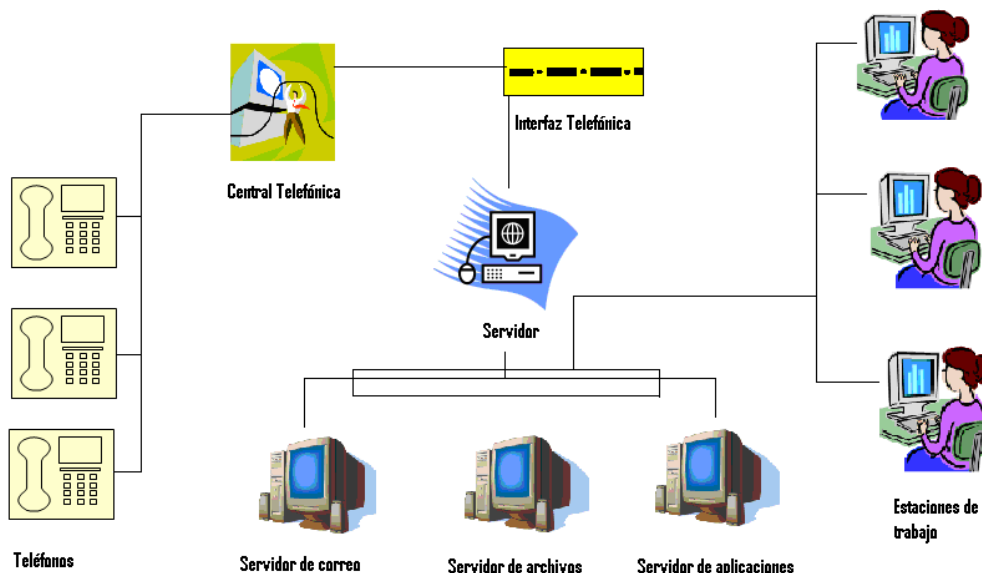 Interfaz Telefónica
Central Telefónica
Servidor
Estaciones de
trabajo
Teléfonos
Servidor de correo
Servidor de archivos
Servidor de aplicaciones